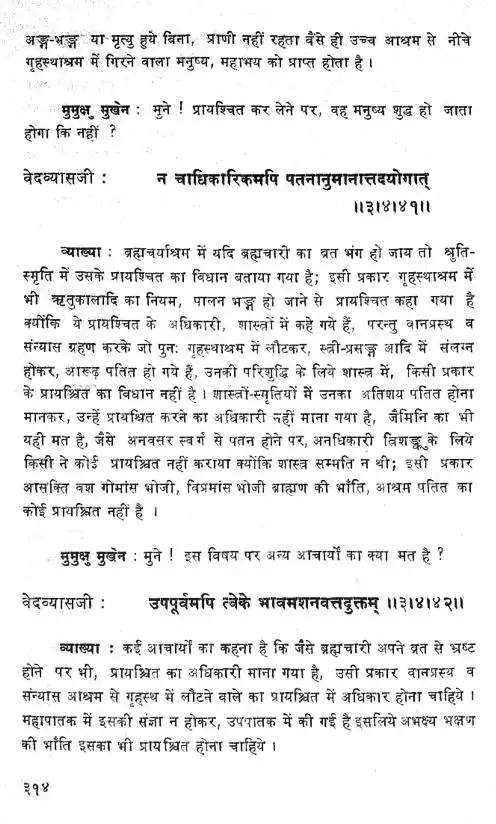 अङ्ग-भङ्ग या मृत्यु हुये बिना, प्राणी नहीं रहता वैसे ही उच्च आश्रम से नीचे
गृहस्थाश्रम में गिरने वाला मनुष्य, महाभय को प्राप्त होता है।
मुमुक्षु मुखेन : मुने ! प्रायश्चित कर लेने पर, वह मनुष्य शुद्ध हो जाता
होगा कि नहीं ?
वेदव्यासजी : न चाधिकारिकमपि पतनानुमानात्तदयोगात्
॥३।४।४१॥
व्याख्या : ब्रह्मचर्याश्रम में यदि ब्रह्मचारी का व्रत भंग हो जाय तो श्रुति-
स्मृति में उसके प्रायश्चित का विधान बताया गया है; इसी प्रकार गृहस्थाश्रम में
भी ऋतुकालादि का नियम, पालन भङ्ग हो जाने से प्रायश्चित कहा गया है
क्योंकि ये प्रायश्चित के अधिकारी, शास्त्रों में कहे गये हैं, परन्तु वानप्रस्थ व
संन्यास ग्रहण करके जो पुनः गृहस्थाश्रम में लौटकर, स्त्री-प्रसङ्ग आदि में संलग्न
होकर, आरूढ़ पतित हो गये हैं, उनकी परिशुद्धि के लिये शास्त्र में, किसी प्रकार
के प्रायश्चित का विधान नहीं है। शास्त्रों-स्मृतियों में उनका अतिशय पतित होना
मानकर, उन्हें प्रायश्चित करने का अधिकारी नहीं माना गया है, जैमिनि का भी
यही मत है, जैसे अनवसर स्वर्ग से पतन होने पर, अनधिकारी त्रिशङ्कु के लिये
किसी ने कोई प्रायश्चित नहीं कराया क्योंकि शास्त्र सम्मति न थी; इसी प्रकार
आसक्ति वश गोमांस भोजी, विप्रमांस भोजी ब्राह्मण की भाँति, आश्रम पतित का
कोई प्रायश्चित नहीं है ।
मुमुक्षु मुखेन : मुने ! इस विषय पर अन्य आचार्यों का क्या मत है ?
वेदव्यासजी : उपपूर्वमपि त्वेके भावमशनवत्तदुक्तम् ॥३।४।४२॥
व्याख्या : कई आचार्यों का कहना है कि जैसे ब्रह्मचारी अपने व्रत से भ्रष्ट
होने पर भी, प्रायश्चित का अधिकारी माना गया है, उसी प्रकार वानप्रस्थ व
संन्यास आश्रम से गृहस्थ में लौटने वाले का प्रायश्चित में अधिकार होना चाहिये।
महापातक में इसकी संज्ञा न होकर, उपपातक में की गई है इसलिये अभक्ष्य भक्षण
की भाँति इसका भी प्रायश्चित होना चाहिये ।
३१४